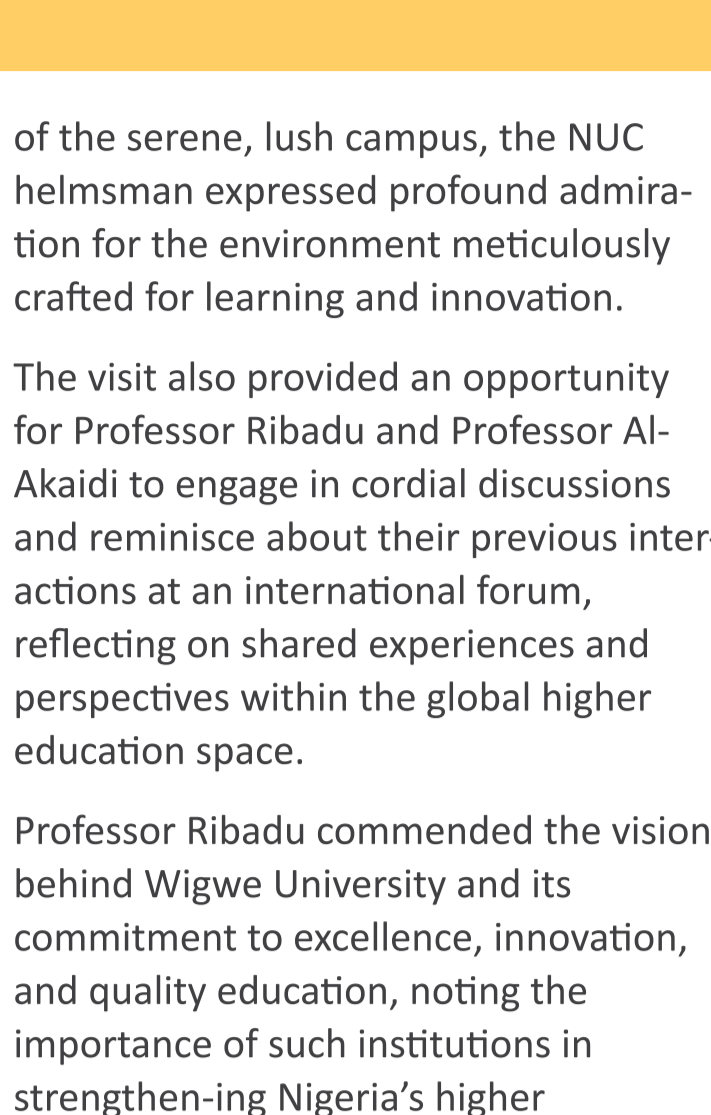 of the serene, lush campus, the NUC
helmsman expressed profound admira-
tion for the environment meticulously
crafted for learning and innovation.
The visit also provided an opportunity
for Professor Ribadu and Professor Al-
Akaidi to engage in cordial discussions
and reminisce about their previous inter-
actions at an international forum,
reflecting on shared experiences and
perspectives within the global higher
education space.
Professor Ribadu commended the vision
behind Wigwe University and its
commitment to excellence, innovation,
and quality education, noting the
importance of such institutions in
strengthen-ing Nigeria’s higher